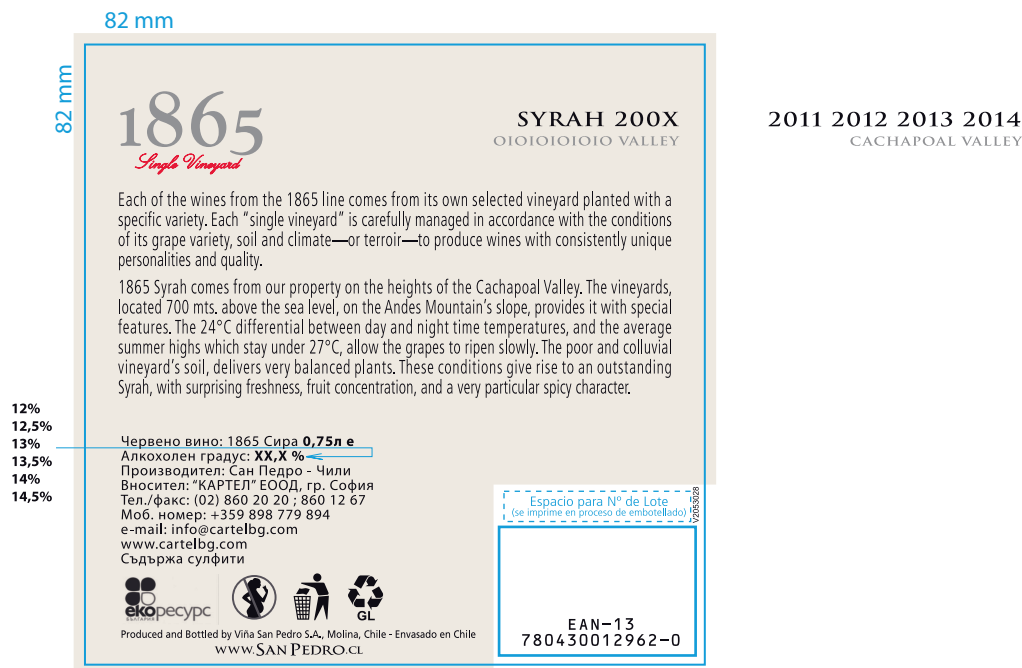 82 mm
82 mm
1865
Single Vineyard
SYRAH 200X
OIOIOIOIOIO VALLEY
2011 2012 2013 2014
CACHAPOAL VALLEY
Each of the wines from the 1865 line comes from its own selected vineyard planted with a
specific variety. Each “single vineyard” is carefully managed in accordance with the conditions
of its grape variety, soil and climate—or terroir—to produce wines with consistently unique
personalities and quality.
1865 Syrah comes from our property on the heights of the Cachapoal Valley. The vineyards,
located 700 mts. above the sea level, on the Andes Mountain’s slope, provides it with special
features. The 24°C differential between day and night time temperatures, and the average
summer highs which stay under 27°C, allow the grapes to ripen slowly. The poor and colluvial
vineyard’s soil, delivers very balanced plants. These conditions give rise to an outstanding
Syrah, with surprising freshness, fruit concentration, and a very particular spicy character.
12%
12,5%
13%
13,5%
14%
14,5%
Червено вино: 1865 Сира 0,75л e
Алкохолен градус: XX,X %
Производител: Сан Педро - Чили
Вносител: “КАРТЕЛ” ЕООД, гр. София
Тел./факс: (02) 860 20 20 ; 860 12 67
Моб. номер: +359 898 779 894
e-mail: info@cartelbg.com
www.cartelbg.com
Съдържа сулфити
Espacio para Nº de Lote
(se imprime en proceso de embotellado)
V2053028
екоресурс
БЪЛГАРИЯ
GL
EAN-13
780430012962-0
Produced and Bottled by Viña San Pedro S.A., Molina, Chile - Envasado en Chile
WWW.SAN PEDRO.CL